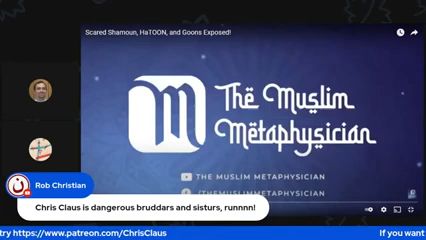 Scared Shamoun, HaTOON, and Goons Exposed!
The Muslim
Metaphysician
YOUTUBE THE MUSLIM METAPHYSICIAN
/THEMUSLIMMETAPHYSICIAN
ن
Rob Christian
Chris Claus is dangerous bruddars and sisturs, runnnn!
try https://www.patreon.com/ChrisClaus
If you want